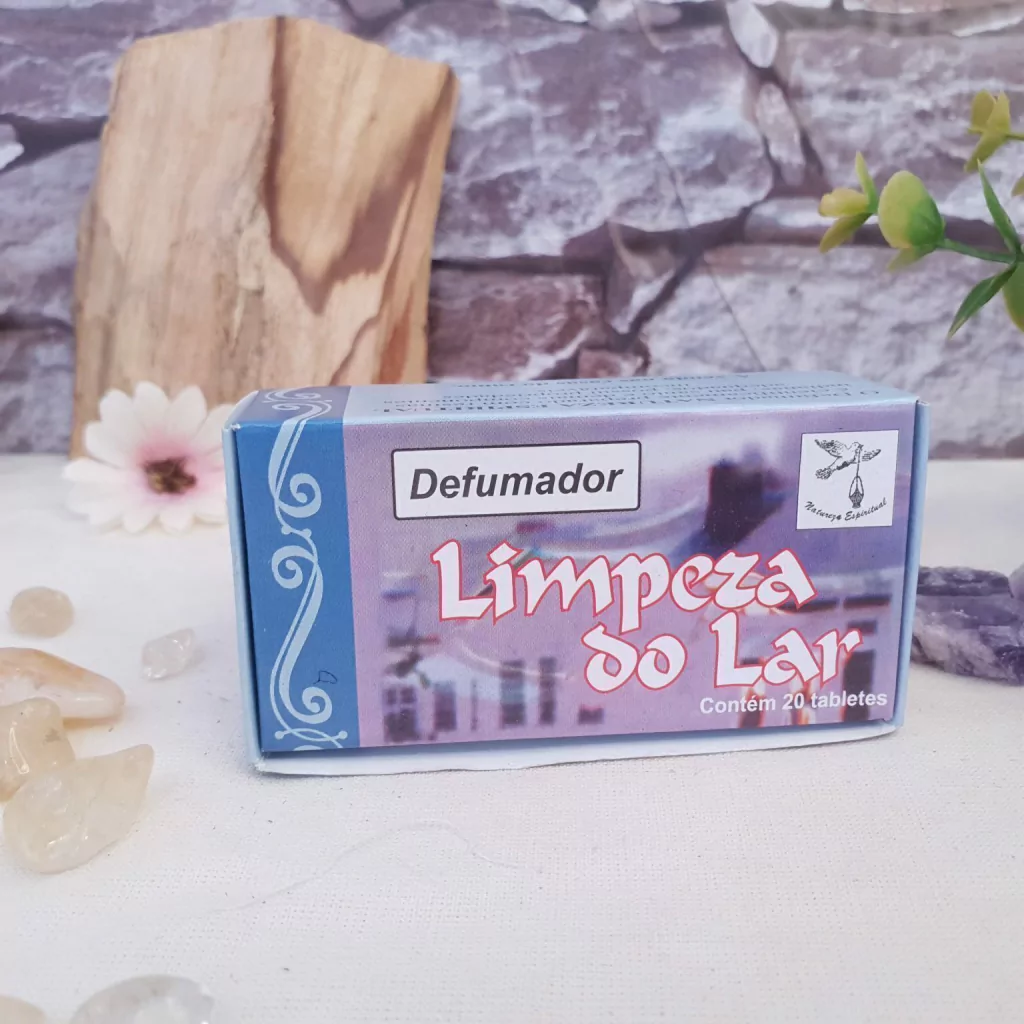 Defumador
Natureza Espiritual
Limpeza
do Lar
Contém 20 tabletes